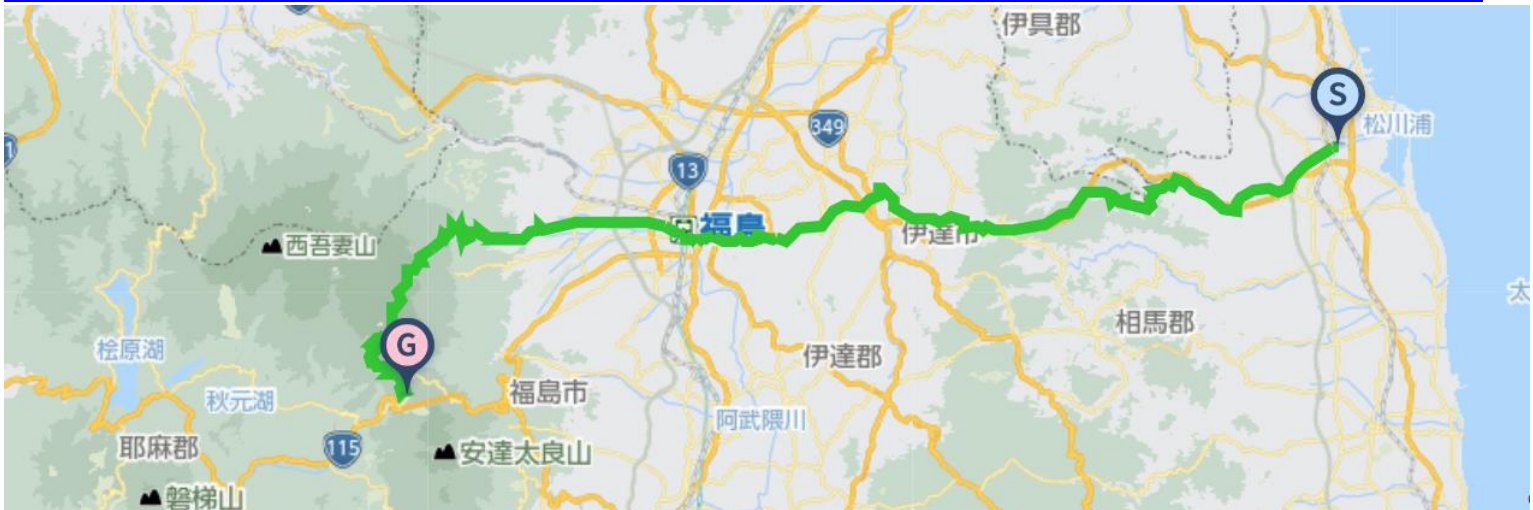 伊具郡
S
松川浦
349
13
福島
伊達市
西吾妻山
太
相馬郡
桧原湖
G
伊達郡
福島市
秋元湖
阿武隈川
耶麻郡
115
安達太良山
磐梯山